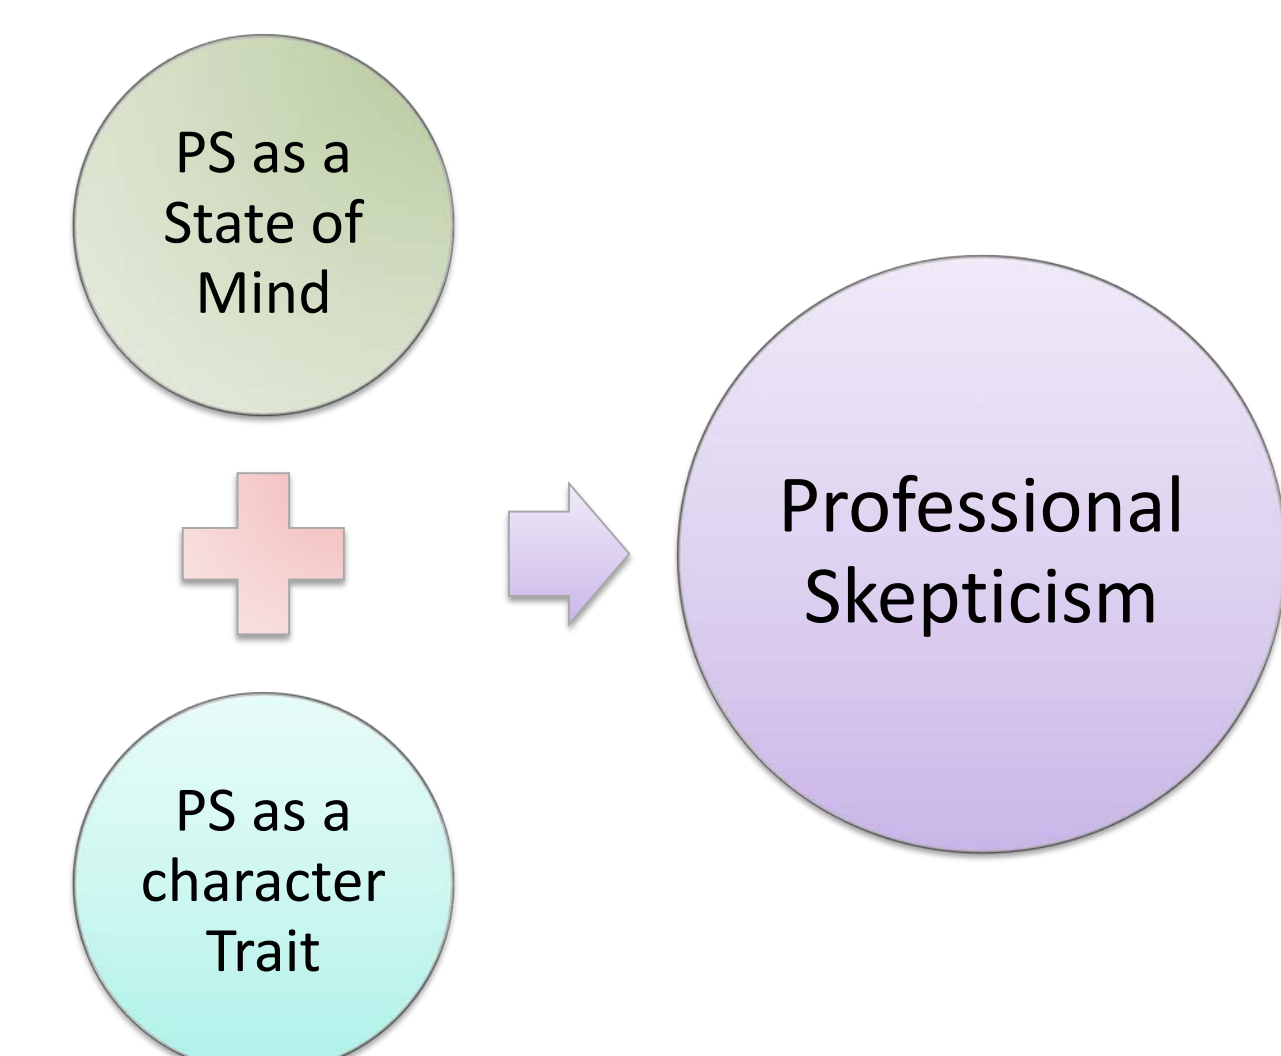 PS as a
State of
Mind
PS as a
character
Trait
Professional
Skepticism